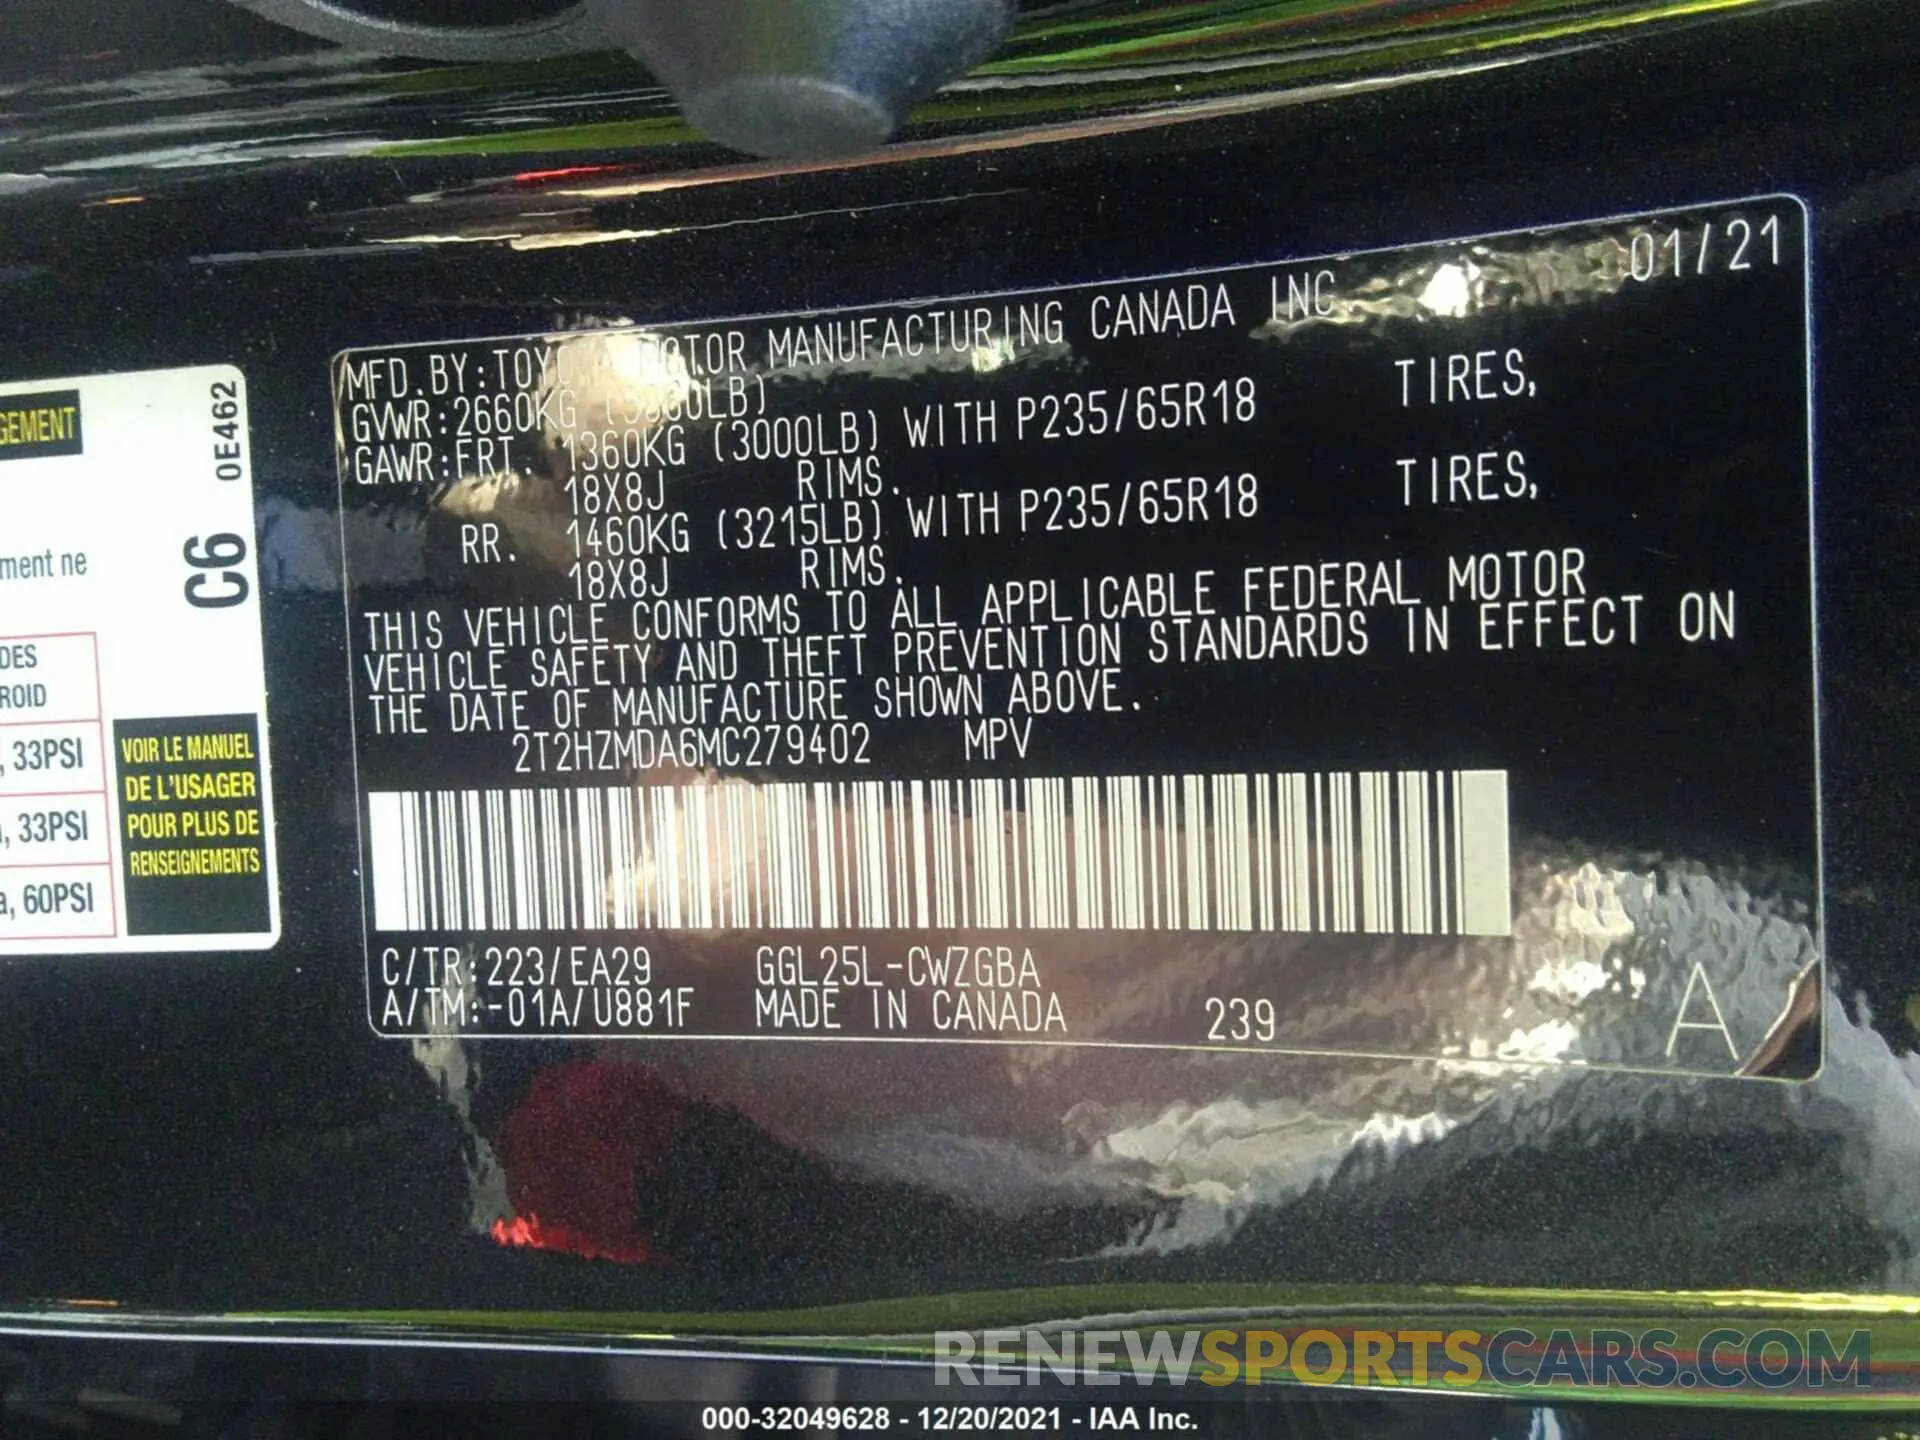 GEMENT
0E462
C6
ment ne
DES
ROID
, 33PSI
, 33PSI
a, 60PSI
VOIR LE MANUEL
DE L'USAGER
POUR PLUS DE
RENSEIGNEMENTS
01/21
MFD.BY:TOYOTA MOTOR MANUFACTURING CANADA INC.
GVWR:2660KG
GAWR:FRT. 1360KG (3000LB) WITH P235/65R18 TIRES,
18X8J RIMS.
RR. 1460KG (3215LB) WITH P235/65R18 TIRES,
18X8J RIMS.
THIS VEHICLE CONFORMS TO ALL APPLICABLE FEDERAL MOTOR
VEHICLE SAFETY AND THEFT PREVENTION STANDARDS IN EFFECT ON
THE DATE OF MANUFACTURE SHOWN ABOVE.
2T2HZMDA6MC279402 MPV
C/TR:223/EA29 GGL25L-CWZGBA
A/TM:-01A/U881F MADE IN CANADA 239 A
RENEWSPORTSCARS.COM
000-32049628 - 12/20/2021 - IAA Inc.